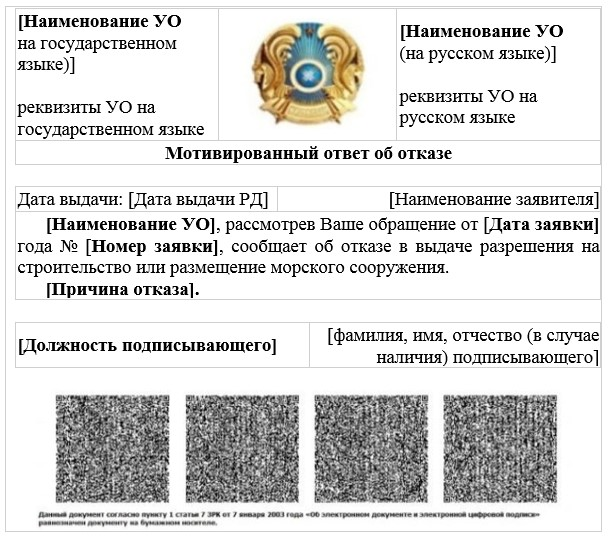 [Наименование УО
на государственном
языке)]
реквизиты УО на
государственном языке
[Наименование УО
(на русском языке)]
реквизиты УО на
русском языке
Мотивированный ответ об отказе
Дата выдачи: [Дата выдачи РД]
[Наименование заявителя]
[Наименование УО], рассмотрев Ваше обращение от [Дата заявки]
года № [Номер заявки], сообщает об отказе в выдаче разрешения на
строительство или размещение морского сооружения.
[Причина отказа].
[Должность подписывающего]
[фамилия, имя, отчество (в случае
наличия) подписывающего]
Данный документ согласно пункту 1 статьи 7 ЗРК от 7 января 2003 года «Об электронном документе и электронной цифровой подписи»
равнозначен документу на бумажном носителе.